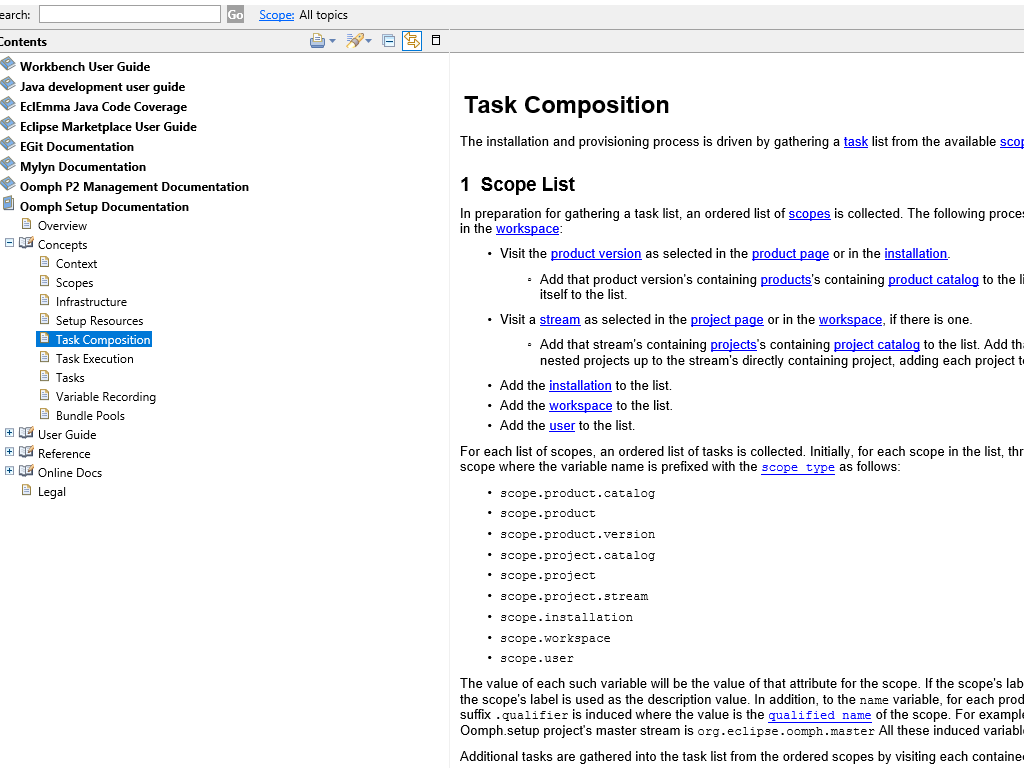 earch: Go Scope: All topics
Contents
Workbench User Guide
Java development user guide
EclEmma Java Code Coverage
Eclipse Marketplace User Guide
EGit Documentation
Mylyn Documentation
Oomph P2 Management Documentation
Oomph Setup Documentation
Overview
Concepts
Context
Scopes
Infrastructure
Setup Resources
Task Composition
Task Execution
Tasks
Variable Recording
Bundle Pools
User Guide
Reference
Online Docs
Legal
Task Composition
The installation and provisioning process is driven by gathering a task list from the available scop
1 Scope List
In preparation for gathering a task list, an ordered list of scopes is collected. The following proces
in the workspace:
• Visit the product version as selected in the product page or in the installation.
◦ Add that product version's containing products's containing product catalog to the li
itself to the list.
• Visit a stream as selected in the project page or in the workspace, if there is one.
◦ Add that stream's containing projects's containing project catalog to the list. Add tha
nested projects up to the stream's directly containing project, adding each project to
• Add the installation to the list.
• Add the workspace to the list.
• Add the user to the list.
For each list of scopes, an ordered list of tasks is collected. Initially, for each scope in the list, thr
scope where the variable name is prefixed with the scope type as follows:
• scope.product.catalog
• scope.product
• scope.product.version
• scope.project.catalog
• scope.project
• scope.project.stream
• scope.installation
• scope.workspace
• scope.user
The value of each such variable will be the value of that attribute for the scope. If the scope's lab
the scope's label is used as the description value. In addition, to the name variable, for each prod
suffix .qualifier is induced where the value is the qualified name of the scope. For example
Oomph.setup project's master stream is org.eclipse.oomph.master All these induced variable
Additional tasks are gathered into the task list from the ordered scopes by visiting each containe